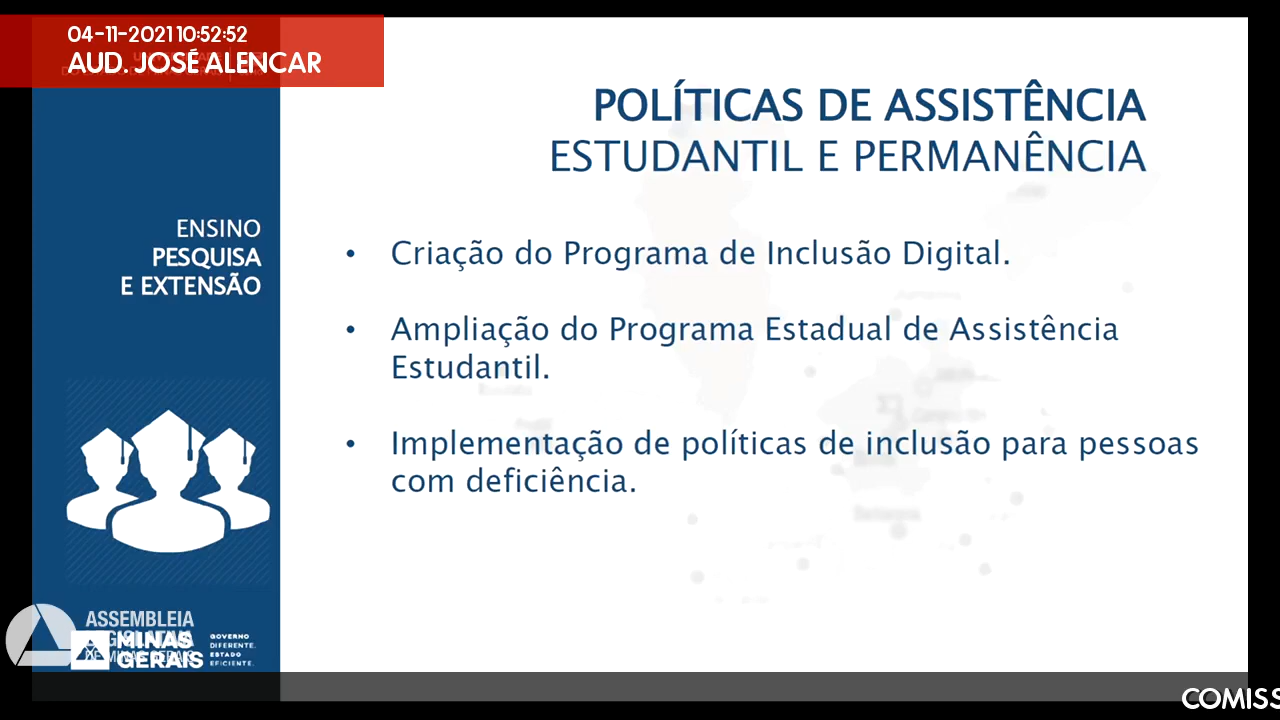 04-11-2021 10:52:52
AUD. JOSÉ ALENCAR
POLÍTICAS DE ASSISTÊNCIA
ESTUDANTIL E PERMANÊNCIA
ENSINO
PESQUISA
E EXTENSÃO
• Criação do Programa de Inclusão Digital.
• Ampliação do Programa Estadual de Assistência
Estudantil.
• Implementação de políticas de inclusão para pessoas
com deficiência.
ASSEMBLEIA
MINAS
GERAIS
GOVERNO
DIFERENTE.
ESTADO
EFICIENTE.
COMISS